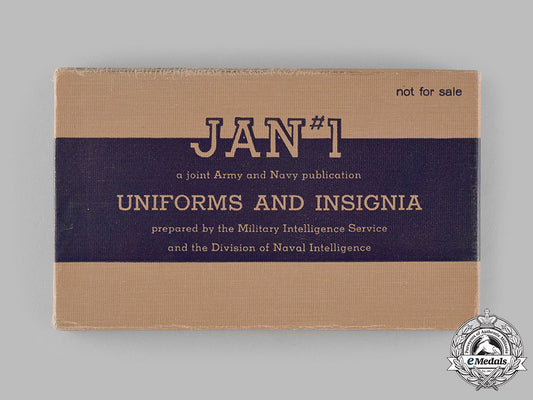 not for sale
JAN #1
a joint Army and Navy publication
UNIFORMS AND INSIGNIA
prepared by the Military Intelligence Service
and the Division of Naval Intelligence
eMedals